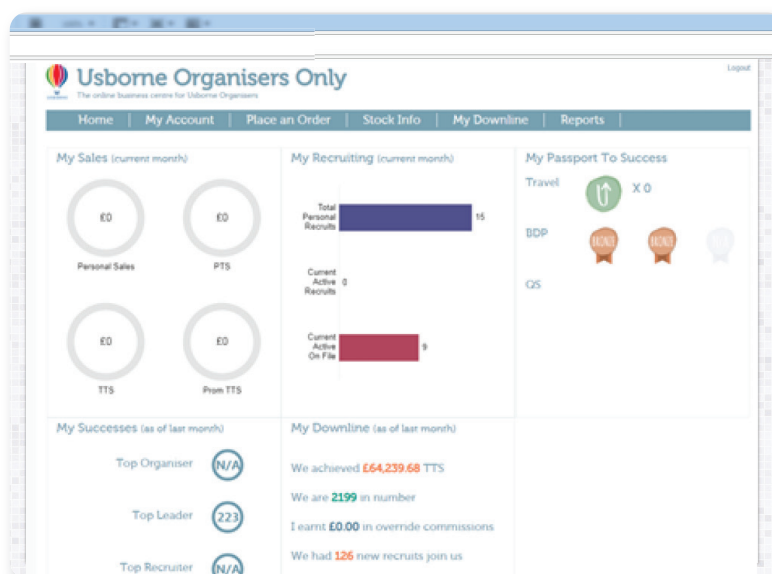 Usborne Organisers Only
The online business centre for Usborne Organisers
Logout
Home | My Account | Place an Order | Stock Info | My Downline | Reports |
My Sales (current month)
£0
Personal Sales
£0
PTS
£0
TTS
£0
Prom TTS
My Recruiting (current month)
Total
Personal
Recruits
15
Current
Active
Recruits
0
Current
Active
On File
9
My Passport To Success
Travel
X 0
BDP
BRONZE
BRONZE
QS
My Successes (as of last month)
Top Organiser
N/A
Top Leader
223
Top Recruiter
N/A
My Downline (as of last month)
We achieved £64,239.68 TTS
We are 2199 in number
I earnt £0.00 in override commissions
We had 126 new recruits join us